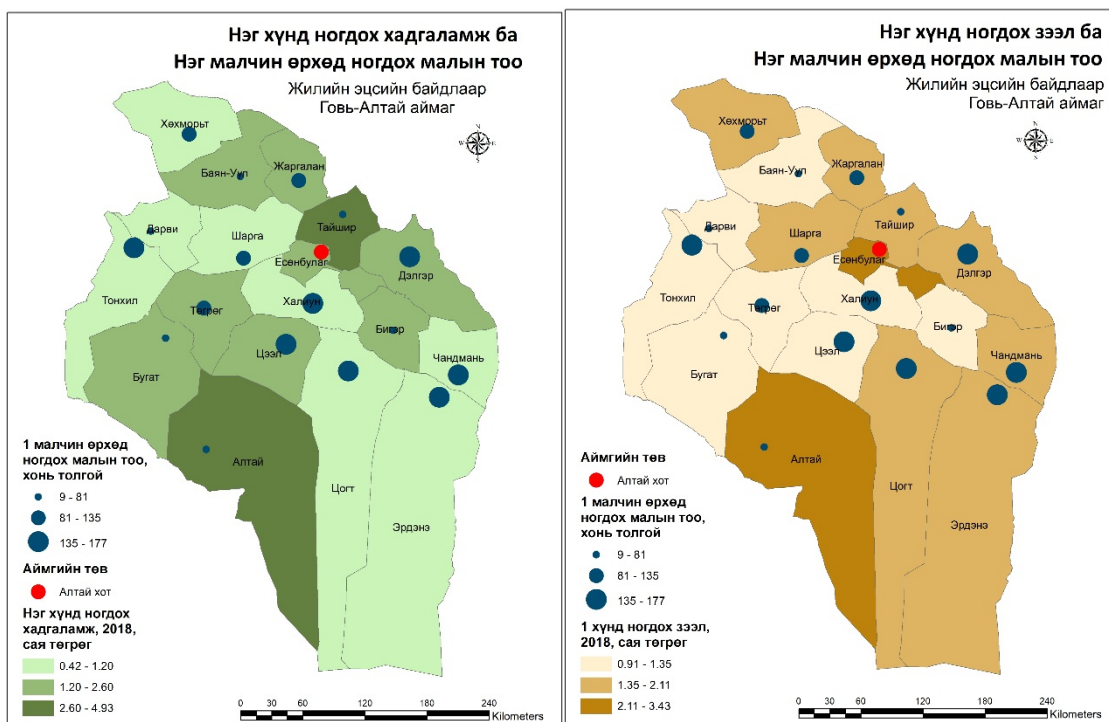 Нэг хүнд ногдох хадгаламж ба
Нэг малчин өрхөд ногдох малын тоо
Жилийн эцсийн байдлаар
Говь-Алтай аймаг
N
W E
S
Хөхморьт
Баян-Уул
Жаргалан
Дарви
Шарга
Тайшир
Есөнбулаг
Дэлгэр
Тонхил
Төгрөг
Халиун
Бигэр
Цээл
Чандмань
Бугат
Алтай
Цогт
Эрдэнэ
1 малчин өрхөд
ногдох малын тоо,
хонь толгой
9 - 81
81 - 135
135 - 177
Аймгийн төв
Алтай хот
Нэг хүнд ногдох
хадгаламж, 2018,
сая төгрөг
0.42 - 1.20
1.20 - 2.60
2.60 - 4.93
0 30 60 120 180 240
Kilometers
Нэг хүнд ногдох зээл ба
Нэг малчин өрхөд ногдох малын тоо
Жилийн эцсийн байдлаар
Говь-Алтай аймаг
N
W E
S
Хөхморьт
Баян-Уул
Жаргалан
Дарви
Шарга
Тайшир
Есөнбулаг
Дэлгэр
Тонхил
Төгрөг
Халиун
Бигэр
Цээл
Чандмань
Бугат
Алтай
Цогт
Эрдэнэ
Аймгийн төв
Алтай хот
1 малчин өрхөд
ногдох малын тоо,
хонь толгой
9 - 81
81 - 135
135 - 177
1 хүнд ногдох зээл,
2018, сая төгрөг
0.91 - 1.35
1.35 - 2.11
2.11 - 3.43
0 30 60 120 180 240
Kilometers